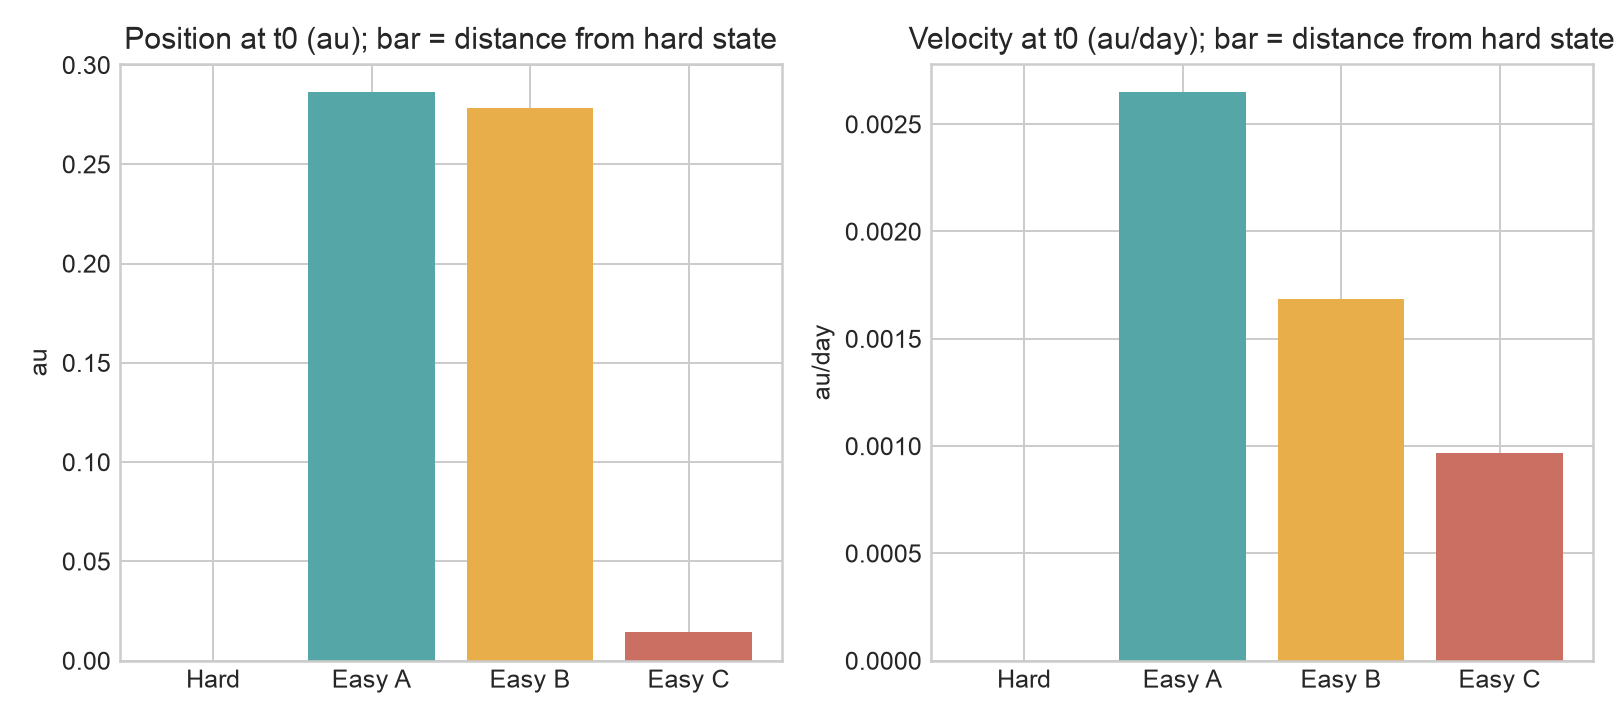 Position at t0 (au); bar = distance from hard state
0.30
0.25
0.20
0.15
0.10
0.05
0.00
au
Hard Easy A Easy B Easy C
Velocity at t0 (au/day); bar = distance from hard state
0.0025
0.0020
0.0015
0.0010
0.0005
0.0000
au/day
Hard Easy A Easy B Easy C